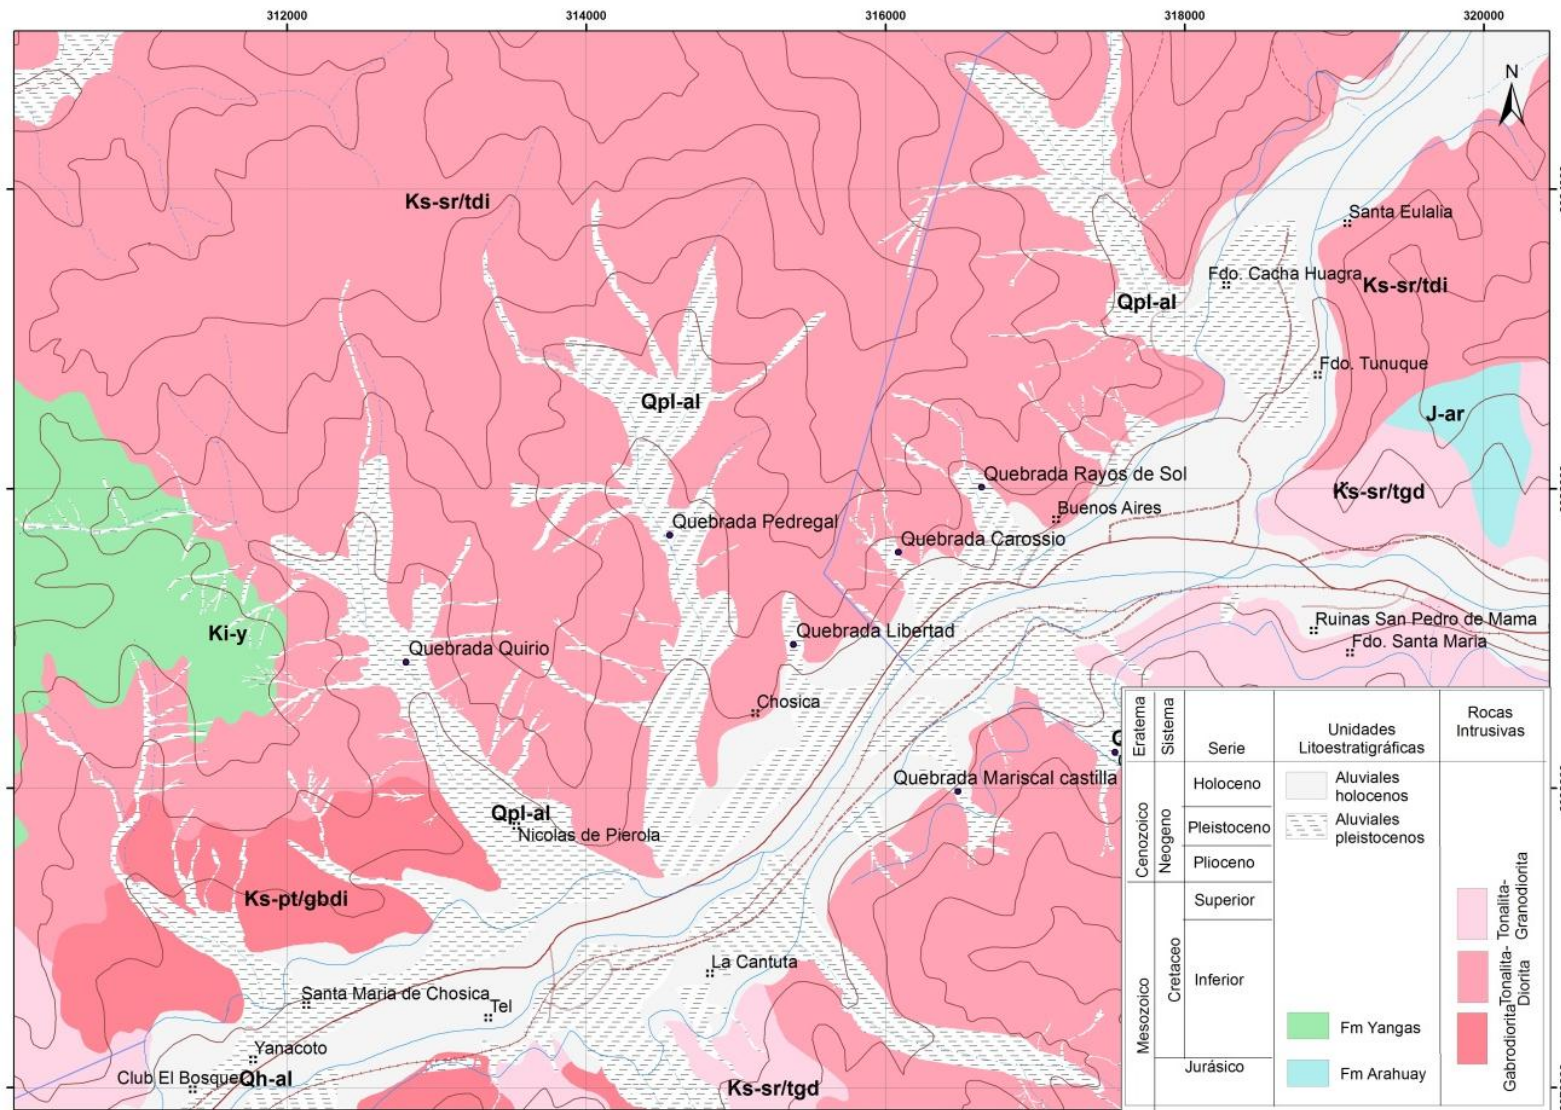 312000 314000 316000 318000 320000
N
Ks-sr/tdi
Santa Eulalia
Fdo. Cacha Huagra
Ks-sr/tdi
Qpl-al
Fdo. Tunuque
Qpl-al
J-ar
Quebrada Rayos de Sol
Ks-sr/tgd
Buenos Aires
Quebrada Pedregal
Quebrada Carossio
Ruinas San Pedro de Mama
Ki-y
Quebrada Libertad
Fdo. Santa Maria
Quebrada Quirio
Chosica
Quebrada Mariscal castilla
Qpl-al
Nicolas de Pierola
Ks-pt/gbdi
La Cantuta
Santa Maria de Chosica
Tel
Yanacoto
Club El Bosque
Qh-al
Ks-sr/tgd
Eratema
Sistema
Serie
Unidades
Litoestratigráficas
Rocas
Intrusivas
Cenozoico
Neogeno
Holoceno
Aluviales
holocenos
Pleistoceno
Aluviales
pleistocenos
Plioceno
Mesozoico
Cretaceo
Superior
Inferior
Jurásico
Fm Yangas
Fm Arahuay
Tonalita-
Granodiorita
Tonalita-
Diorita
Gabrodiorita